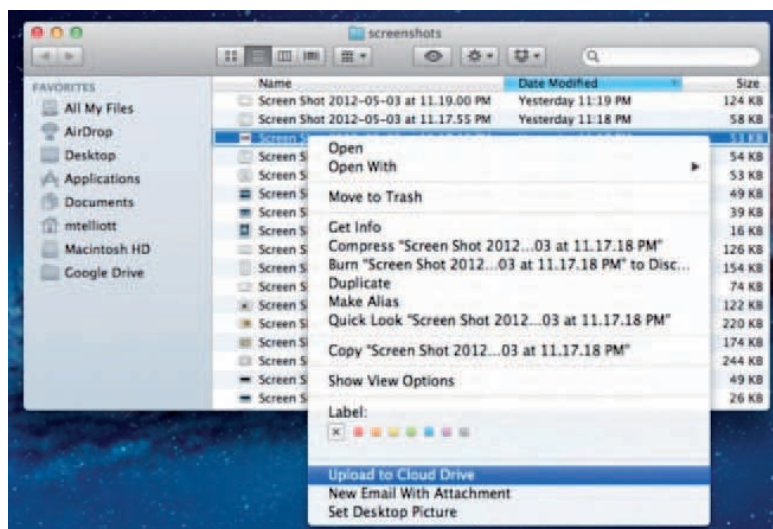 screenshots
FAVORITES
All My Files
AirDrop
Desktop
Applications
Documents
mtelliott
Macintosh HD
Google Drive
Name Date Modified Size
Screen Shot 2012-05-03 at 11.19.00 PM Yesterday 11:19 PM 124 KB
Screen Shot 2012-05-03 at 11.17.55 PM Yesterday 11:18 PM 58 KB
53 KB
Screen S 54 KB
Screen S 53 KB
Screen S 49 KB
Screen S 39 KB
Screen S 16 KB
Screen S 126 KB
Screen S 154 KB
Screen S 74 KB
Screen S 122 KB
Screen S 220 KB
Screen S 174 KB
Screen S 244 KB
Screen S 49 KB
Screen S 26 KB
Open
Open With
Move to Trash
Get Info
Compress "Screen Shot 2012...03 at 11.17.18 PM"
Burn "Screen Shot 2012...03 at 11.17.18 PM" to Disc...
Duplicate
Make Alias
Quick Look "Screen Shot 2012...03 at 11.17.18 PM"
Copy "Screen Shot 2012...03 at 11.17.18 PM"
Show View Options
Label:
Upload to Cloud Drive
New Email With Attachment
Set Desktop Picture